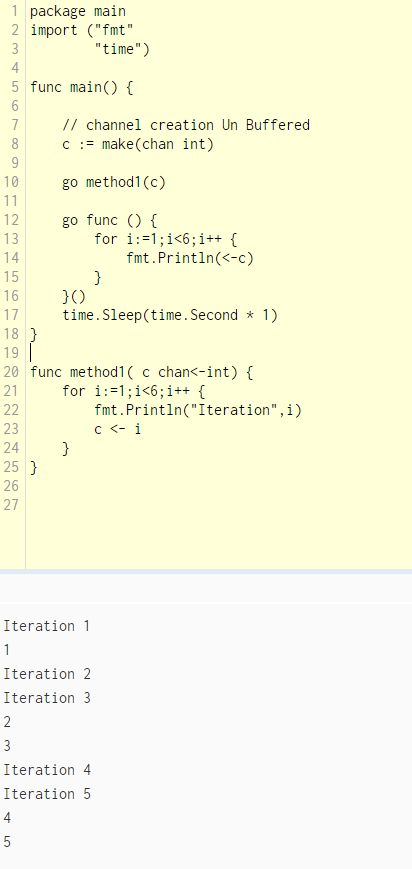 1 package main
2 import ("fmt"
3         "time")
4
5 func main() {
6
7     // channel creation Un Buffered
8     c := make(chan int)
9
10     go method1(c)
11
12     go func () {
13         for i:=1;i<6;i++ {
14             fmt.Println(<-c)
15         }
16     }()
17     time.Sleep(time.Second * 1)
18 }
19
20 func method1( c chan<-int) {
21     for i:=1;i<6;i++ {
22         fmt.Println("Iteration",i)
23         c <- i
24     }
25 }
26
27
Iteration 1
1
Iteration 2
Iteration 3
2
3
Iteration 4
Iteration 5
4
5